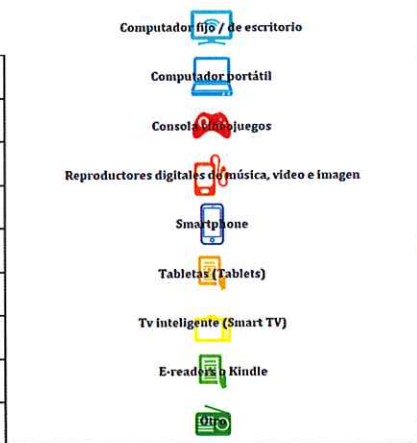 Computador fijo / de escritorio
Computador portátil
Consola videojuegos
Reproductores digitales de música, video e imagen
Smartphone
Tabletas (Tablets)
Tv inteligente (Smart TV)
E-readers o Kindle
Otro